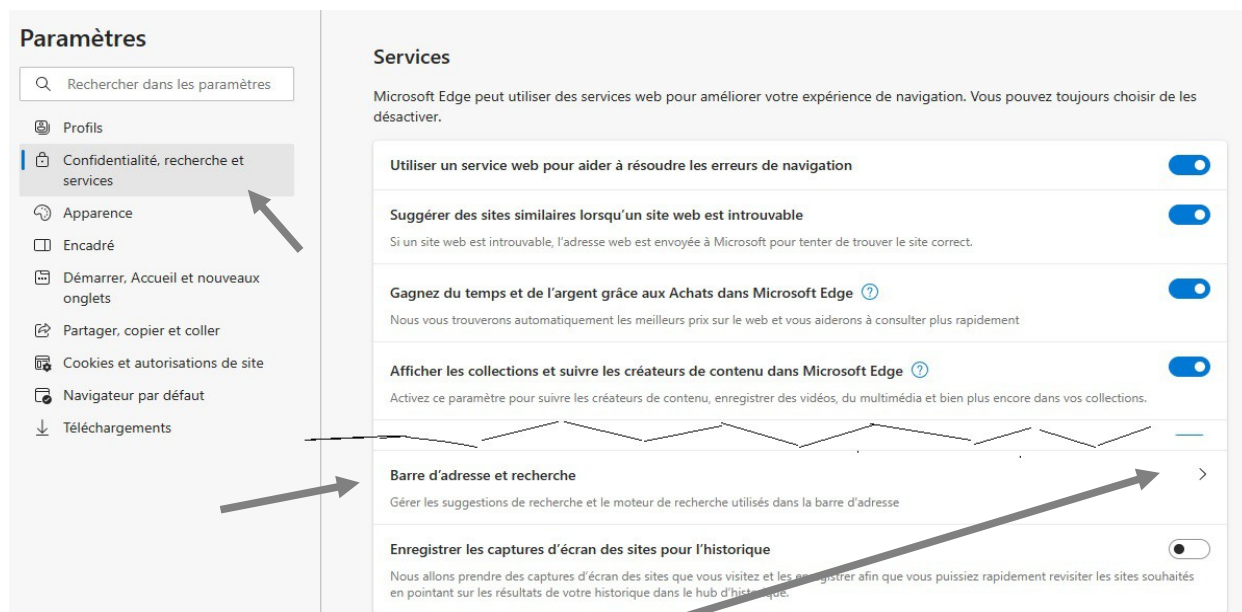 Paramètres
Rechercher dans les paramètres
Profils
Confidentialité, recherche et
services
Apparence
Encadré
Démarrer, Accueil et nouveaux
onglets
Partager, copier et coller
Cookies et autorisations de site
Navigateur par défaut
Téléchargements
Services
Microsoft Edge peut utiliser des services web pour améliorer votre expérience de navigation. Vous pouvez toujours choisir de les
désactiver.
Utiliser un service web pour aider à résoudre les erreurs de navigation
Suggérer des sites similaires lorsqu'un site web est introuvable
Si un site web est introuvable, l'adresse web est envoyée à Microsoft pour tenter de trouver le site correct.
Gagnez du temps et de l'argent grâce aux Achats dans Microsoft Edge ?
Nous vous trouverons automatiquement les meilleurs prix sur le web et vous aiderons à consulter plus rapidement
Afficher les collections et suivre les créateurs de contenu dans Microsoft Edge ?
Activez ce paramètre pour suivre les créateurs de contenu, enregistrer des vidéos, du multimédia et bien plus encore dans vos collections.
Barre d'adresse et recherche
Gérer les suggestions de recherche et le moteur de recherche utilisés dans la barre d'adresse
Enregistrer les captures d'écran des sites pour l'historique
Nous allons prendre des captures d'écran des sites que vous visitez et les enregistrer afin que vous puissiez rapidement revisiter les sites souhaités
en pointant sur les résultats de votre historique dans le hub d'historique.